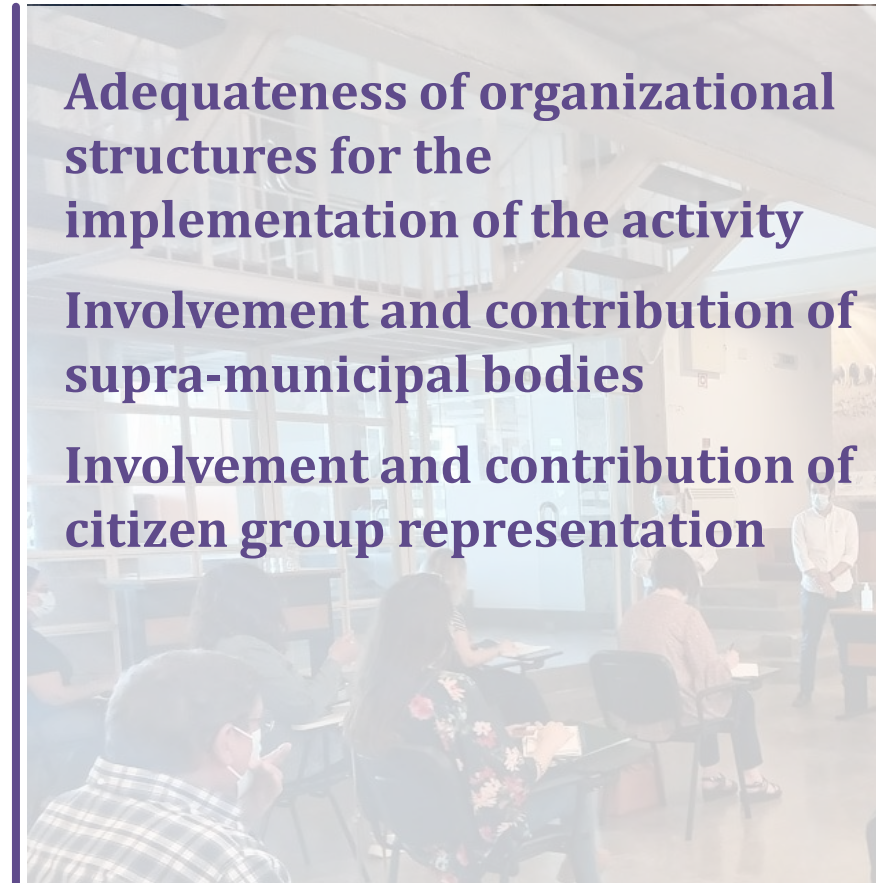 Adequateness of organizational
structures for the
implementation of the activity
Involvement and contribution of
supra-municipal bodies
Involvement and contribution of
citizen group representation